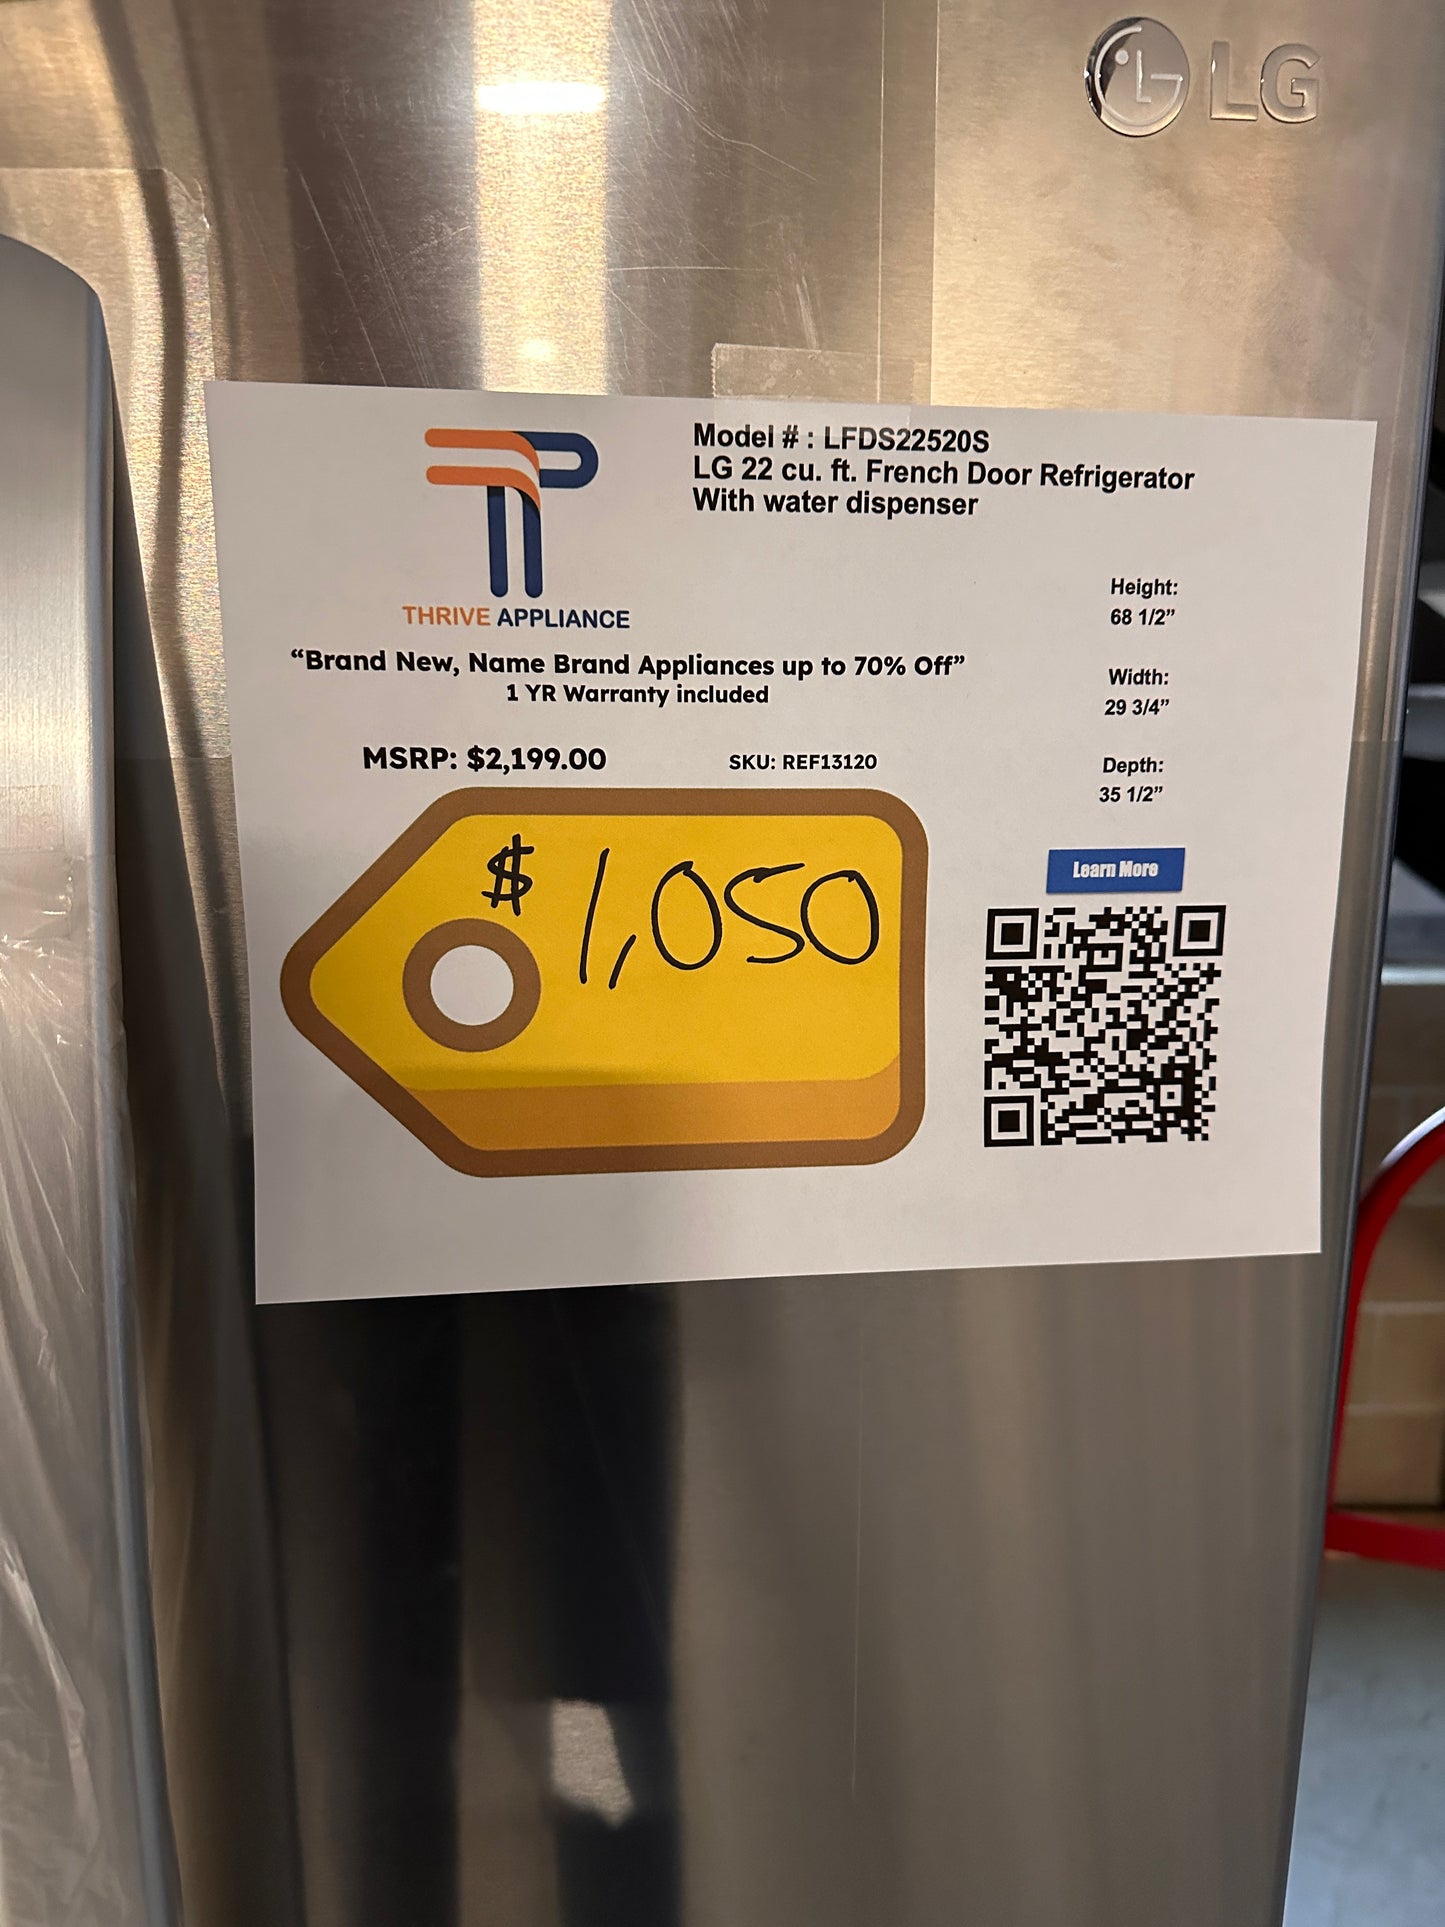 LG
Model # : LFDS22520S
LG 22 cu. ft. French Door Refrigerator
With water dispenser
THRIVE APPLIANCE
“Brand New, Name Brand Appliances up to 70% Off”
1 YR Warranty included
MSRP: $2,199.00
SKU: REF13120
$ 1,050
Height:
68 1/2”
Width:
29 3/4”
Depth:
35 1/2”
Learn More